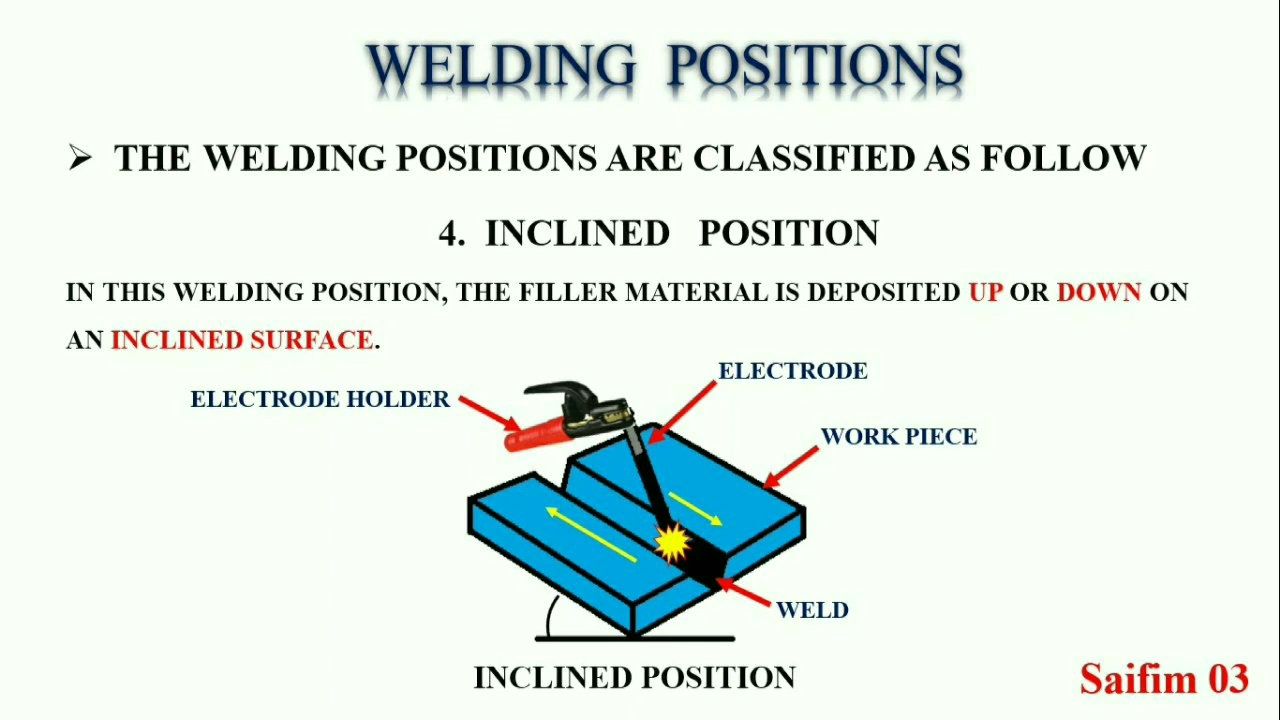 WELDING POSITIONS
➢ THE WELDING POSITIONS ARE CLASSIFIED AS FOLLOW
4. INCLINED POSITION
IN THIS WELDING POSITION, THE FILLER MATERIAL IS DEPOSITED UP OR DOWN ON
AN INCLINED SURFACE.
ELECTRODE
ELECTRODE HOLDER
WORK PIECE
WELD
INCLINED POSITION
Saifim 03